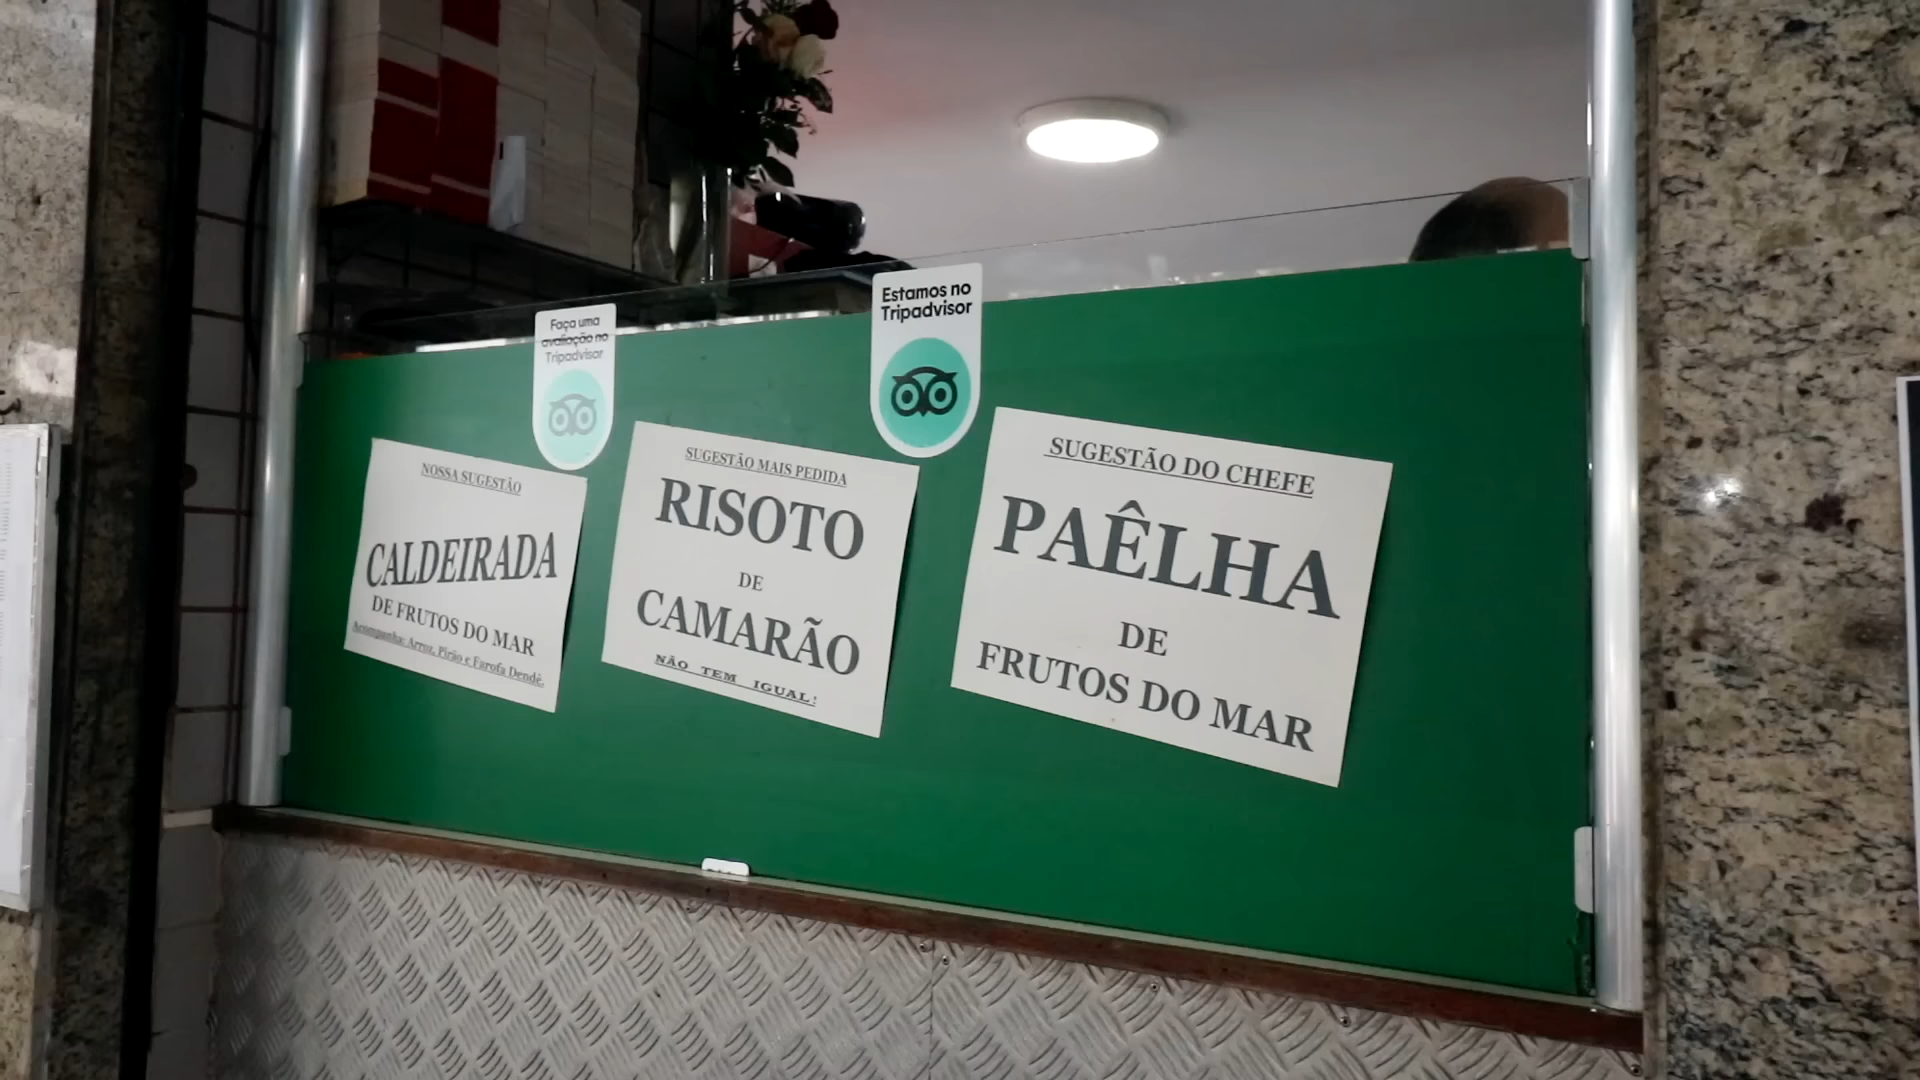 Faça uma
avaliação no
Tripadvisor
Estamos no
Tripadvisor
NOSSA SUGESTÃO
CALDEIRADA
DE FRUTOS DO MAR
Acompanha: Arroz, Pirão e Farofa Dendê.
SUGESTÃO MAIS PEDIDA
RISOTO
DE
CAMARÃO
NÃO TEM IGUAL!
SUGESTÃO DO CHEFE
PAÊLHA
DE
FRUTOS DO MAR